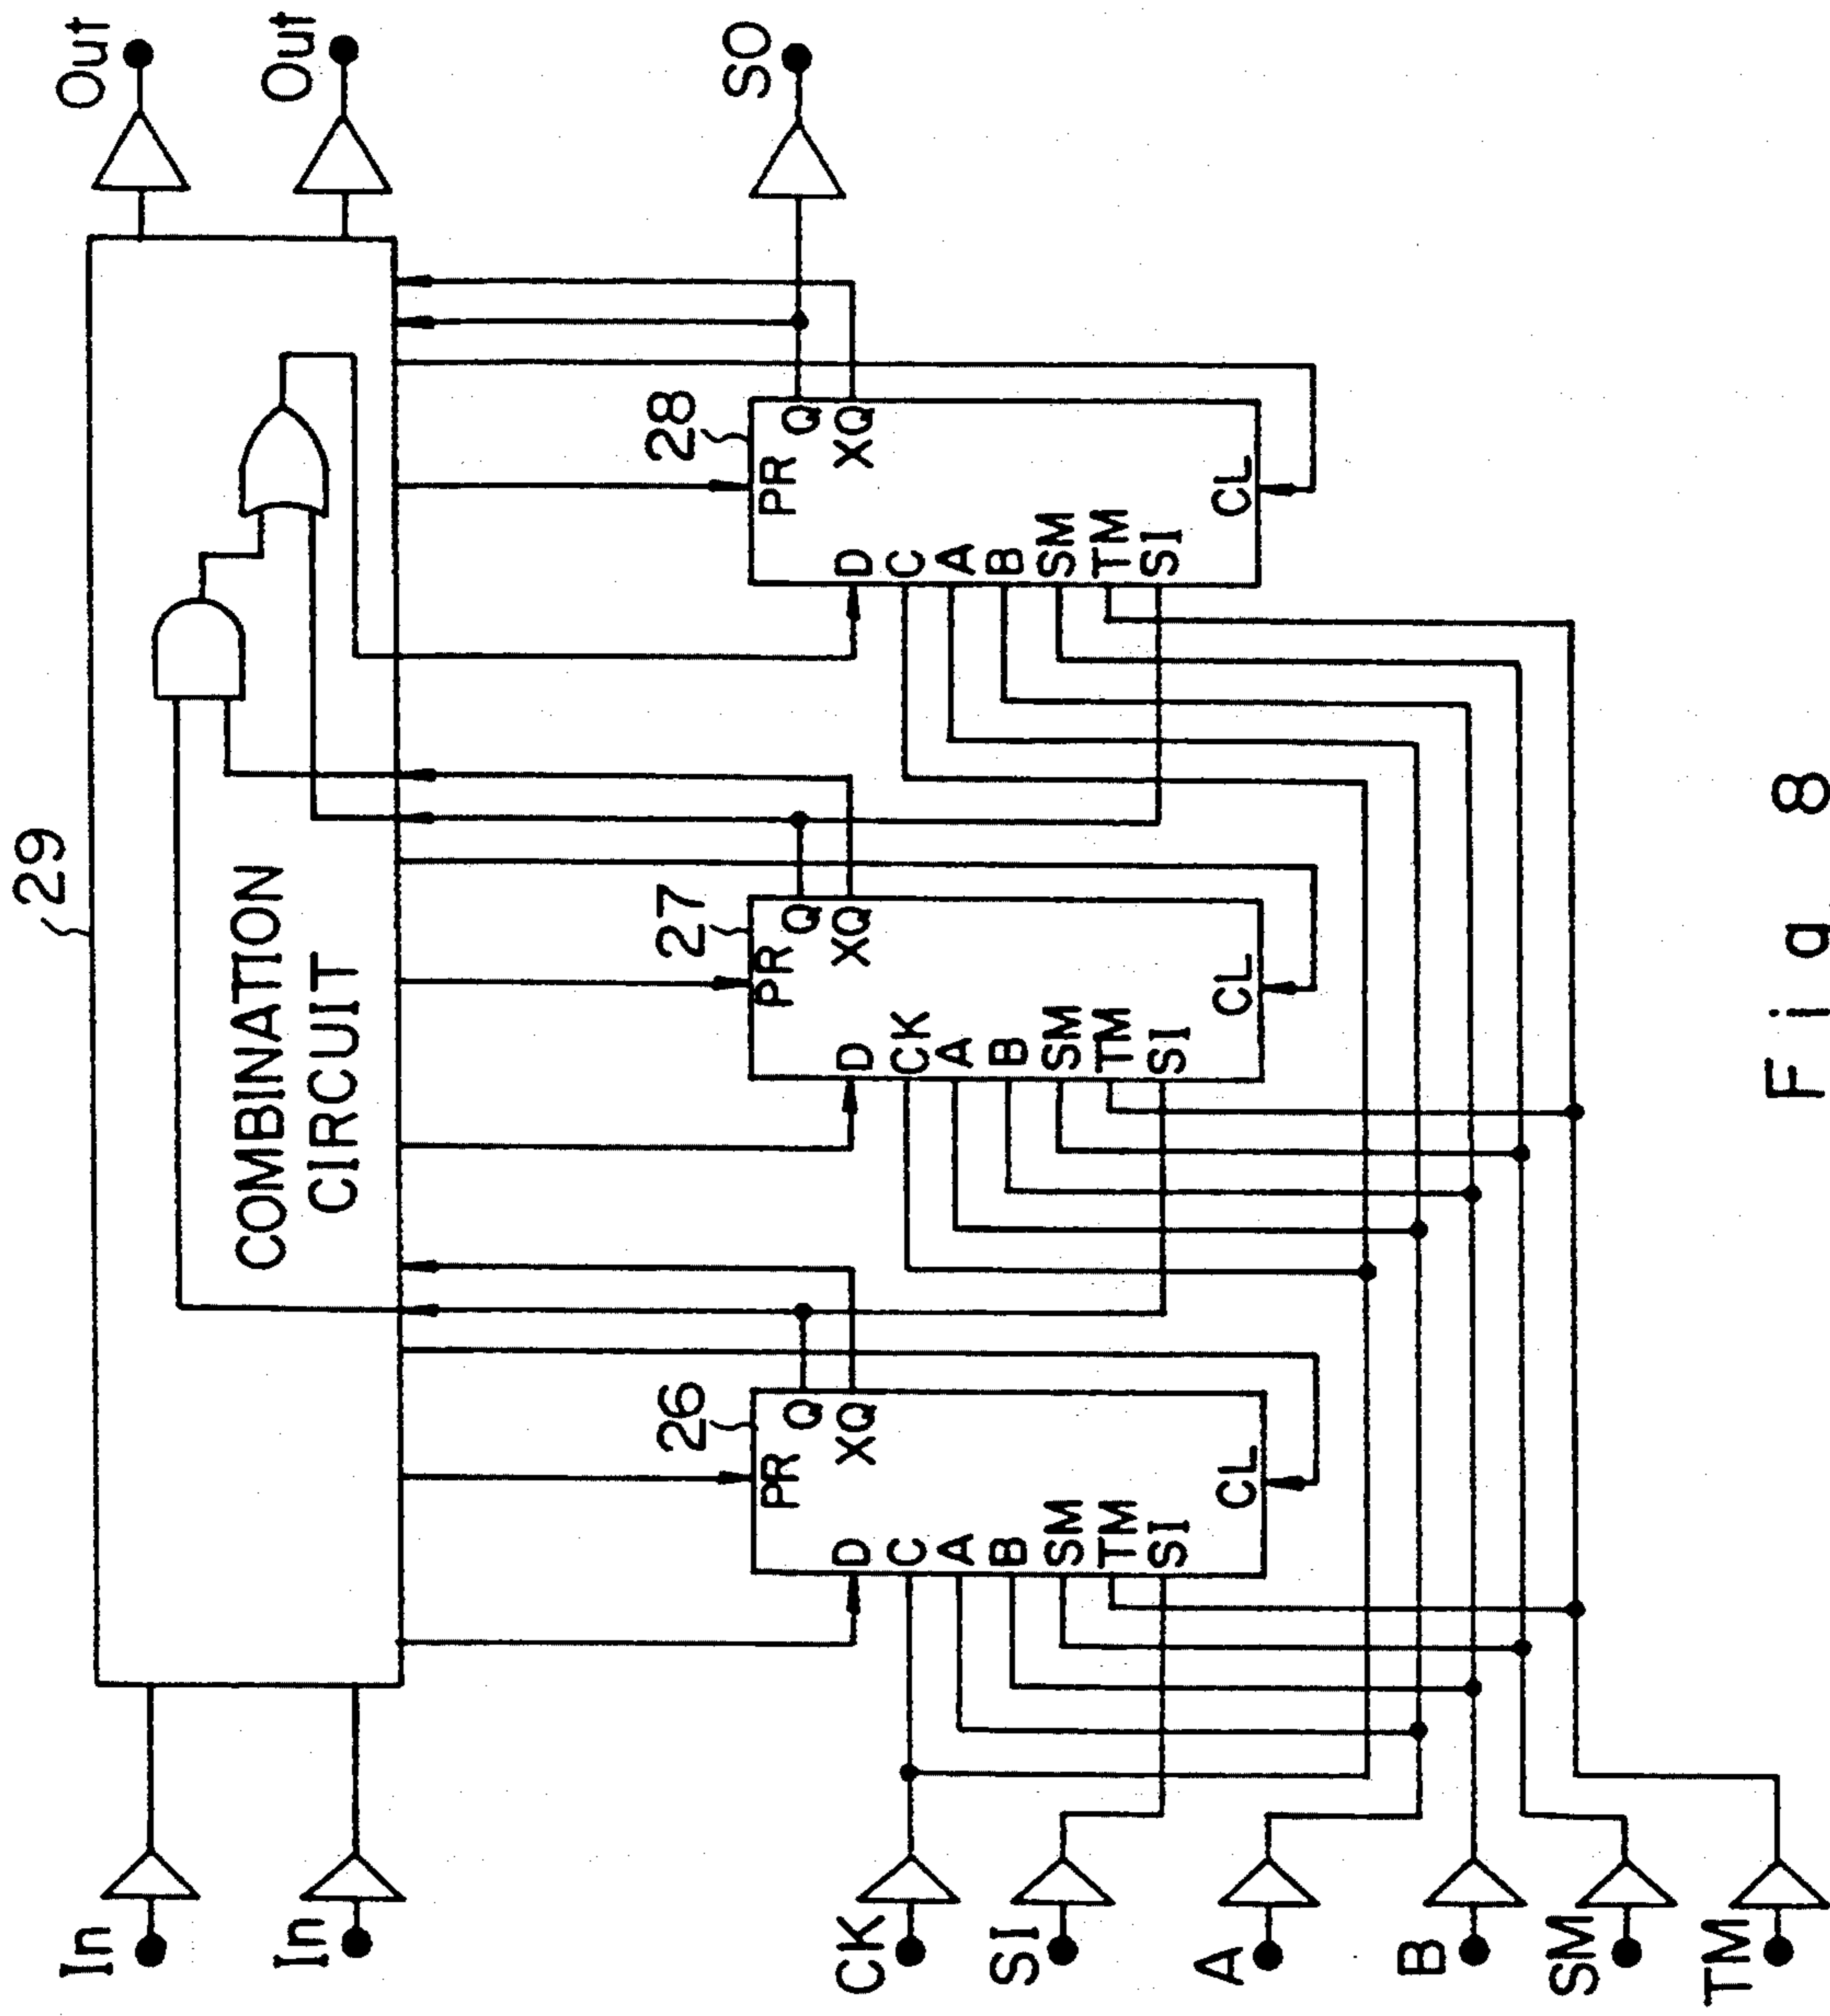 29
In
In
COMBINATION
CIRCUIT
Out
Out
26
PR
Q
XQ
D
C
A
B
SM
TM
SI
CL
27
PR
Q
XQ
D
CK
A
B
SM
TM
SI
CL
28
PR
Q
XQ
D
C
A
B
SM
TM
SI
CL
SO
CK
SI
A
B
SM
TM
Fig 8